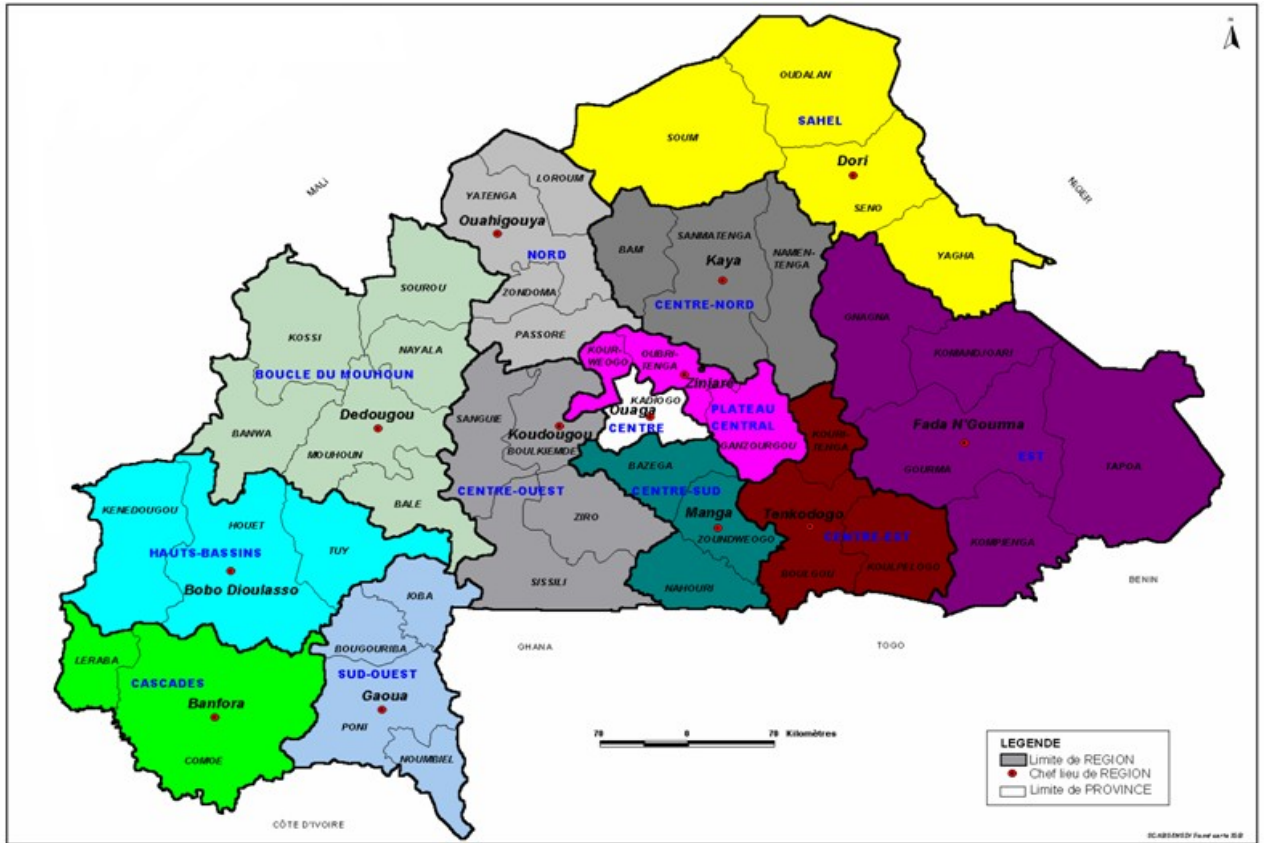 N
OUDALAN
SAHEL
SOUM
Dori
SENO
YAGHA
MALI
NIGER
LOROUM
YATENGA
Ouahigouya
NORD
ZONDOMA
PASSORE
BAM
SANMATENGA
NAMEN-
TENGA
Kaya
CENTRE-NORD
SOUROU
KOSSI
NAYALA
BOUCLE DU MOUHOUN
Dedougou
BANWA
MOUHOUN
BALE
KOUR-
WEOGO
OUBRI-
TENGA
Ziniaré
KADIOGO
Ouaga
CENTRE
PLATEAU
CENTRAL
GANZOURGOU
GNAGNA
KOMANDJOARI
Fada N'Gourma
EST
GOURMA
TAPOA
KOMPIENGA
SANGUIE
Koudougou
BOULKIEMDE
CENTRE-OUEST
ZIRO
SISSILI
BAZEGA
CENTRE-SUD
Manga
ZOUNDWEOGO
NAHOURI
KOURI-
TENGA
Tenkodogo
CENTRE-EST
BOULGOU
KOULPELOGO
KENEDOUGOU
HOUET
TUY
HAUTS-BASSINS
Bobo Dioulasso
IOBA
BOUGOURIBA
SUD-OUEST
Gaoua
PONI
NOUMBIEL
LERABA
CASCADES
Banfora
COMOE
GHANA
TOGO
BENIN
CÔTE D'IVOIRE
70 0 70 Kilomètres
LEGENDE
Limite de REGION
Chef lieu de REGION
Limite de PROVINCE